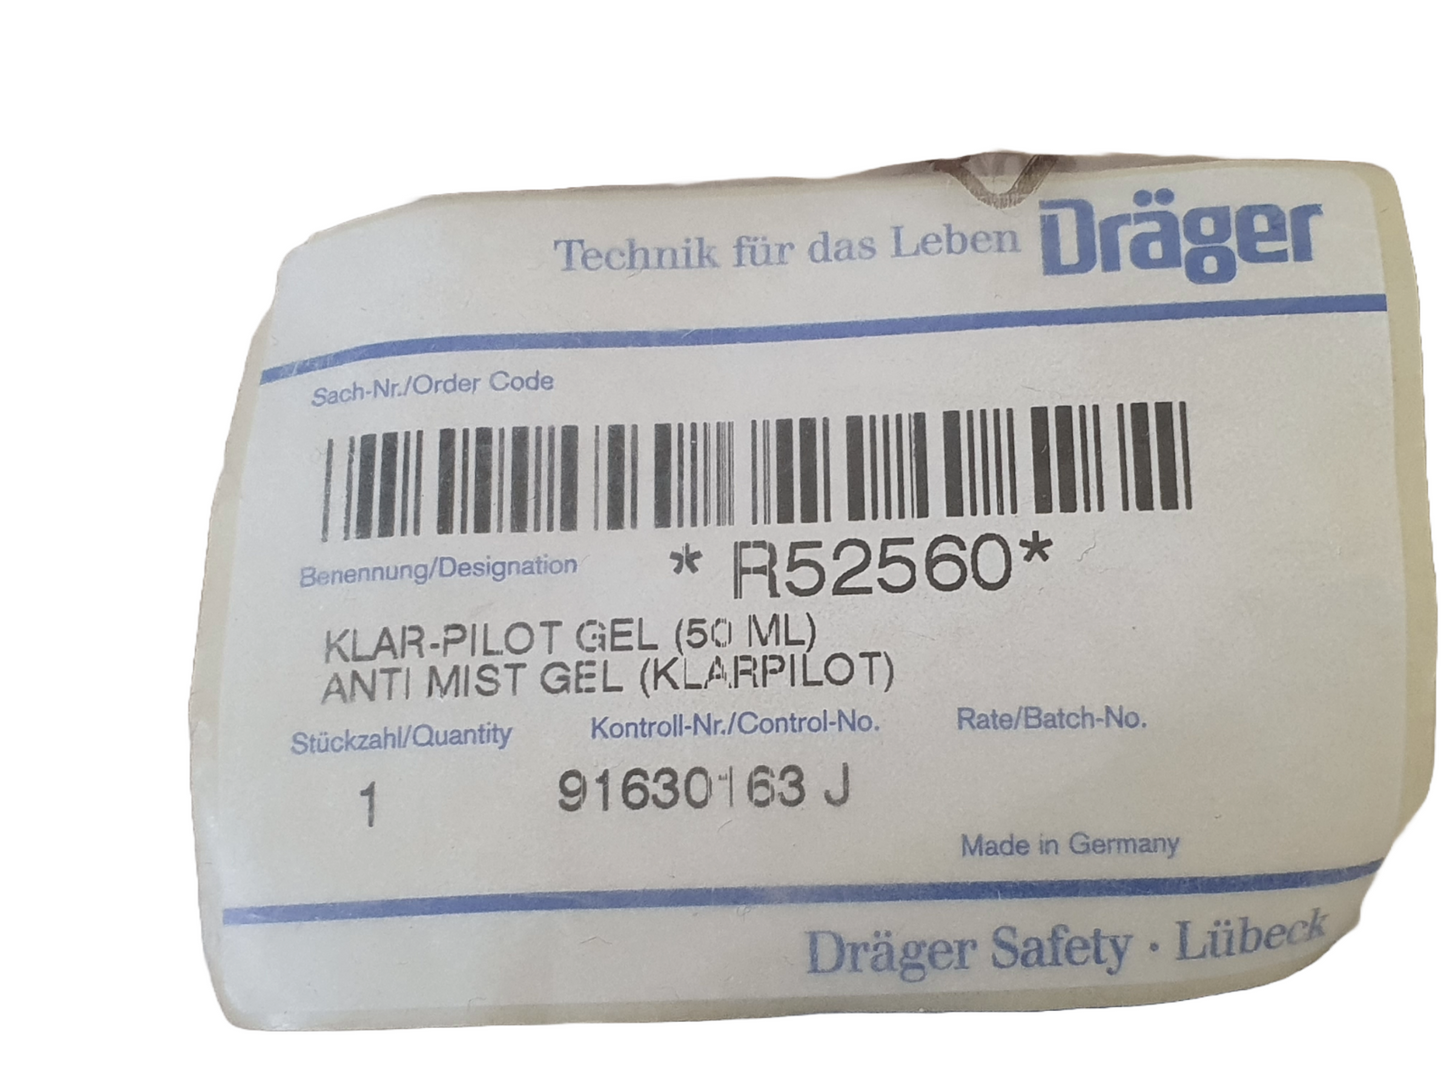 Technik für das Leben Dräger
Sach-Nr./Order Code
Benennung/Designation * R52560*
KLAR-PILOT GEL (50 ML)
ANTI MIST GEL (KLARPILOT)
Stückzahl/Quantity Kontroll-Nr./Control-No. Rate/Batch-No.
1 91630163 J
Made in Germany
Dräger Safety · Lübeck